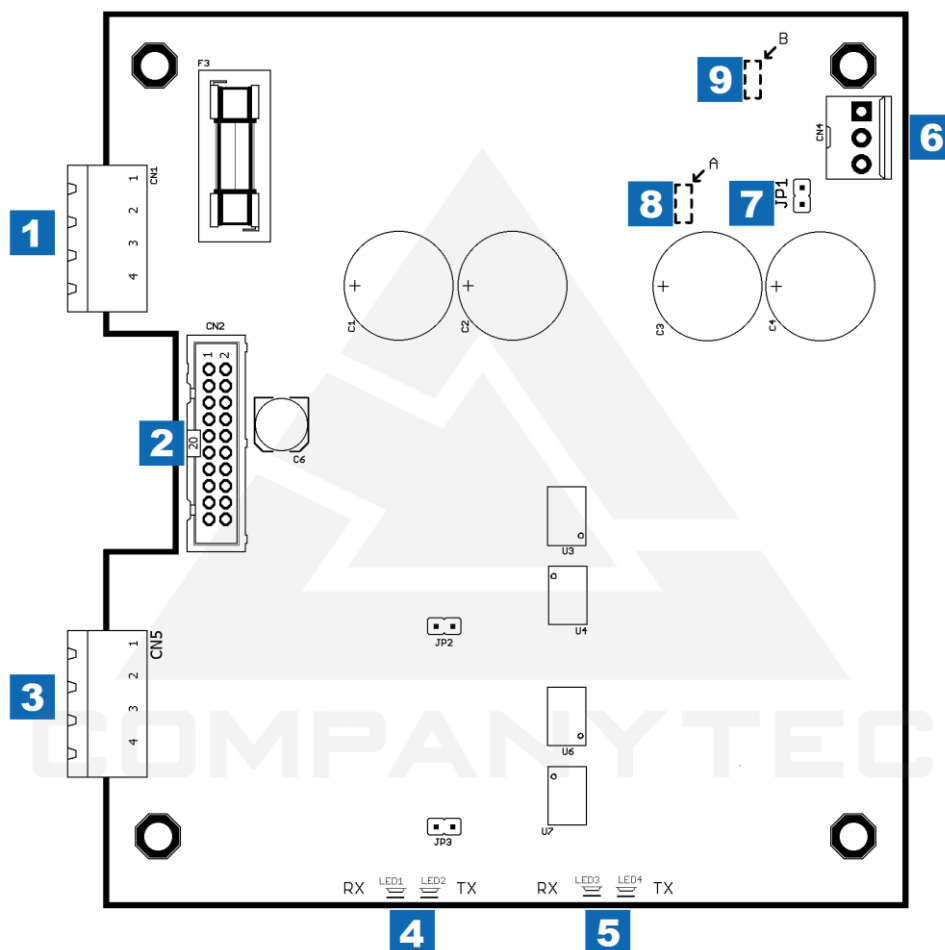 B
F3
9
CN4
6
CN1
1
A
JP1
8
7
1
2
3
4
+
+
+
+
C1
C2
C3
C4
CN2
1 2
2
20
C6
U3
U4
CN5
1
JP2
2
3
3
4
U6
COMPANYTEC
U7
JP3
RX LED1 LED2 TX
RX LED3 LED4 TX
4
5